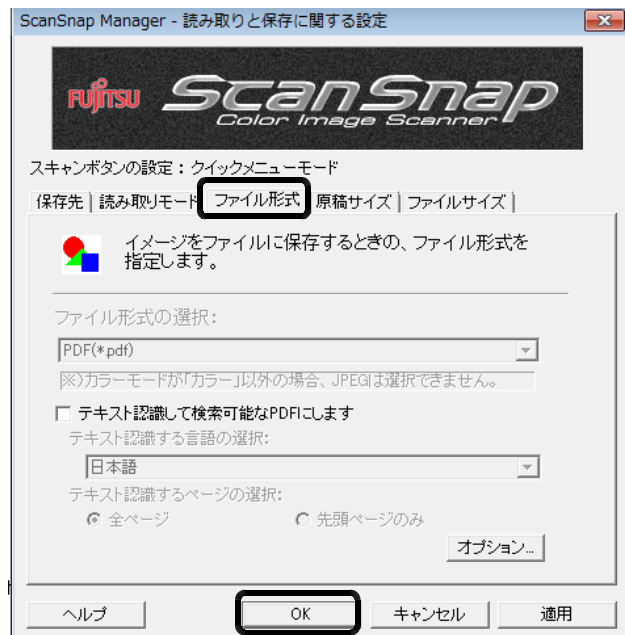 ScanSnap Manager - 読み取りと保存に関する設定
FUJITSU ScanSnap
Color Image Scanner
スキャンボタンの設定：クイックメニューモード
保存先 読み取りモード ファイル形式 原稿サイズ ファイルサイズ
イメージをファイルに保存するときの、ファイル形式を
指定します。
ファイル形式の選択:
PDF(*.pdf)
※)カラーモードが「カラー」以外の場合、JPEGは選択できません。
テキスト認識して検索可能なPDFにします
テキスト認識する言語の選択:
日本語
テキスト認識するページの選択:
全ページ 先頭ページのみ
オプション...
ヘルプ OK キャンセル 適用